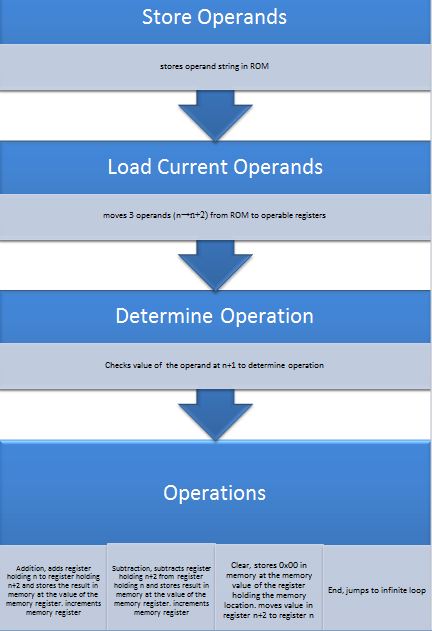 Store Operands
stores operand string in ROM
Load Current Operands
moves 3 operands (n→n+2) from ROM to operable registers
Determine Operation
Checks value of the operand at n+1 to determine operation
Operations
Addition, adds register
holding n to register holding
n+2 and stores the result in
memory at the value of the
memory register. increments
memory register
Subtraction, subtracts register
holding n+2 from register
holding n and stores result in
memory at the value of the
memory register. increments
memory register
Clear, stores 0x00 in
memory at the memory
value of the register
holding the memory
location. moves value in
register n+2 to register n
End, jumps to infinite loop